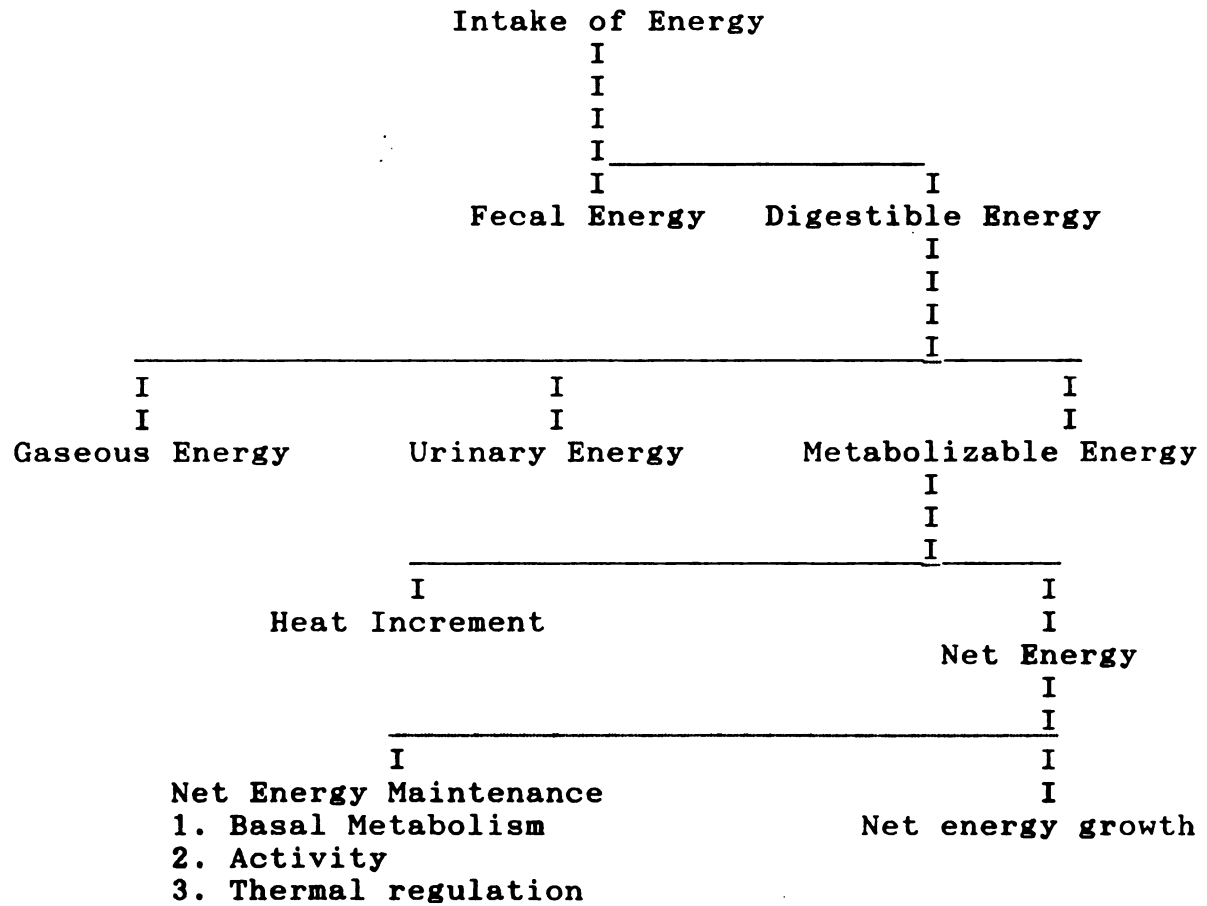 Intake of Energy
Fecal Energy Digestible Energy
Gaseous Energy Urinary Energy Metabolizable Energy
Heat Increment
Net Energy
Net Energy Maintenance
1. Basal Metabolism Net energy growth
2. Activity
3. Thermal regulation